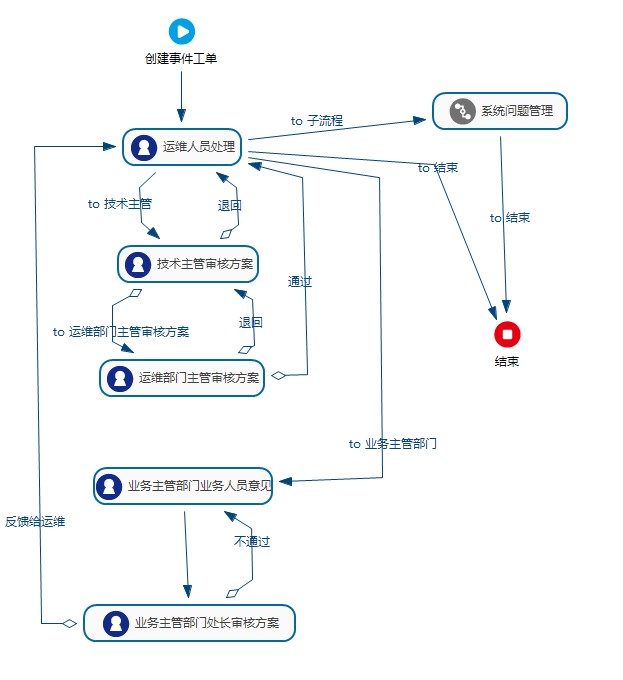 创建事件工单
to 子流程
系统问题管理
运维人员处理
to 结束
to 技术主管
退回
to 结束
技术主管审核方案
通过
退回
to 运维部门主管审核方案
结束
运维部门主管审核方案
to 业务主管部门
业务主管部门业务人员意见
反馈给运维
不通过
业务主管部门处长审核方案